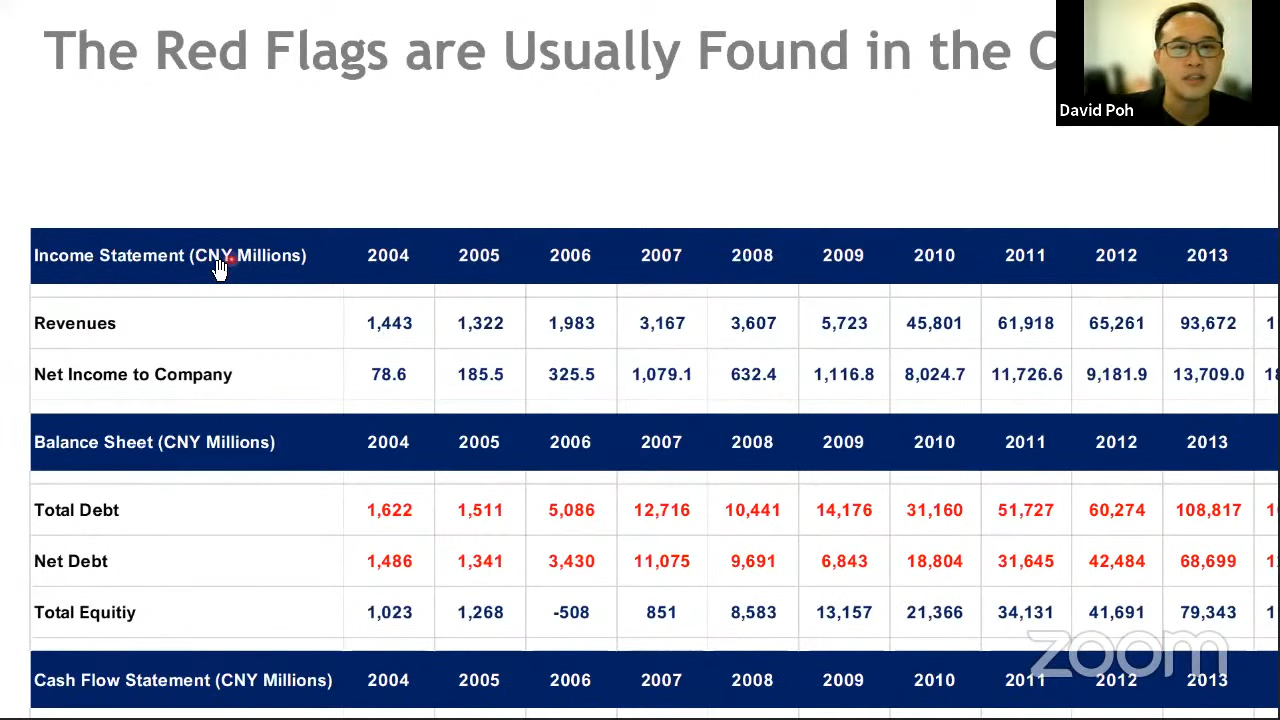 The Red Flags are Usually Found in the C
David Poh
Income Statement (CNY Millions) 2004 2005 2006 2007 2008 2009 2010 2011 2012 2013
Revenues 1,443 1,322 1,983 3,167 3,607 5,723 45,801 61,918 65,261 93,672 1
Net Income to Company 78.6 185.5 325.5 1,079.1 632.4 1,116.8 8,024.7 11,726.6 9,181.9 13,709.0 18
Balance Sheet (CNY Millions) 2004 2005 2006 2007 2008 2009 2010 2011 2012 2013
Total Debt 1,622 1,511 5,086 12,716 10,441 14,176 31,160 51,727 60,274 108,817
Net Debt 1,486 1,341 3,430 11,075 9,691 6,843 18,804 31,645 42,484 68,699
Total Equitiy 1,023 1,268 -508 851 8,583 13,157 21,366 34,131 41,691 79,343 1
zoom
Cash Flow Statement (CNY Millions) 2004 2005 2006 2007 2008 2009 2010 2011 2012 2013